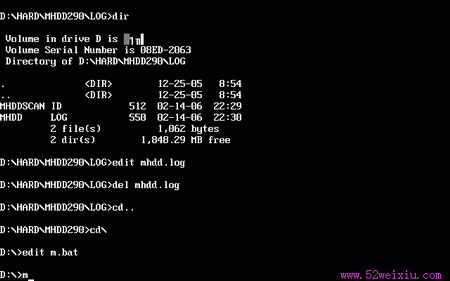 D:\HARD\MHDD290\LOG>dir
Volume in drive D is
Volume Serial Number is 08ED-2063
Directory of D:\HARD\MHDD290\LOG
. <DIR> 12-25-05 8:54
.. <DIR> 12-25-05 8:54
MHDDSCAN ID 512 02-14-06 22:29
MHDD LOG 550 02-14-06 22:30
2 file(s) 1,062 bytes
2 dir(s) 1,848.29 MB free
D:\HARD\MHDD290\LOG>edit mhdd.log
D:\HARD\MHDD290\LOG>del mhdd.log
D:\HARD\MHDD290\LOG>cd..
D:\HARD\MHDD290>cd\
D:\>edit m.bat
D:\>m_
www.52weixiu.com